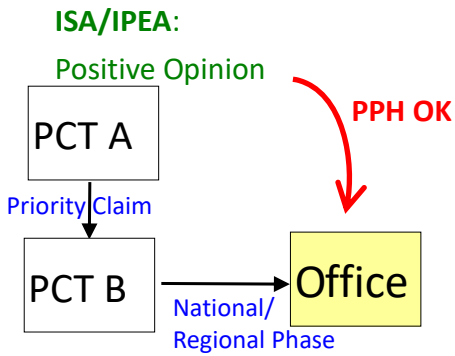 ISA/IPEA:
Positive Opinion
PPH OK
PCT A
Priority Claim
PCT B
Office
National/
Regional Phase